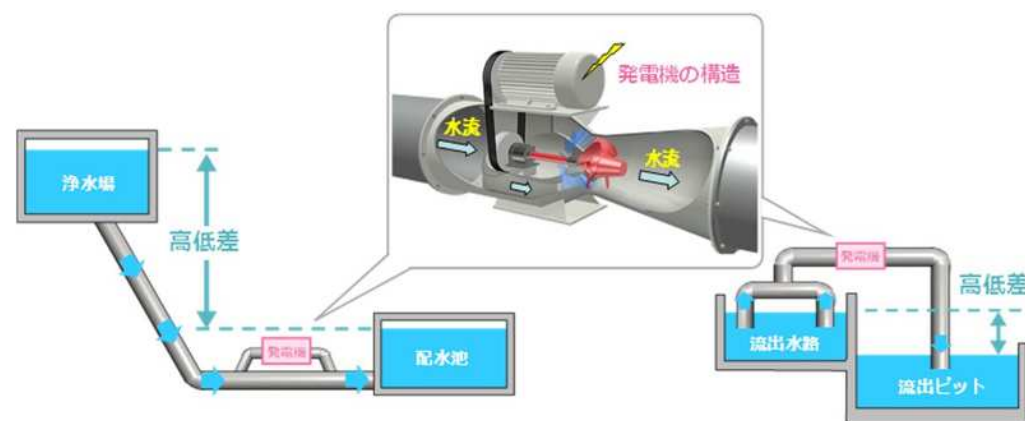 発電機の構造
水流
水流
浄水場
高低差
発電機
配水池
発電機
高低差
流出水路
流出ピット